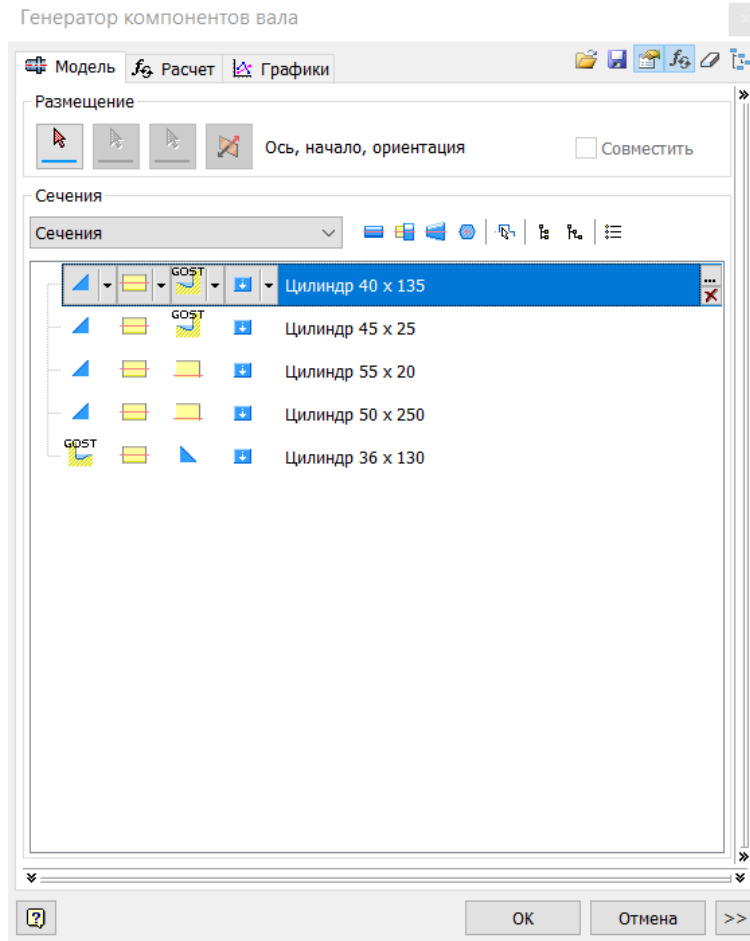 Генератор компонентов вала
Модель fG Расчет Графики
Размещение
Ось, начало, ориентация Совместить
Сечения
Сечения
GOST Цилиндр 40 x 135
GOST Цилиндр 45 x 25
Цилиндр 55 x 20
Цилиндр 50 x 250
GOST Цилиндр 36 x 130
? OK Отмена >>